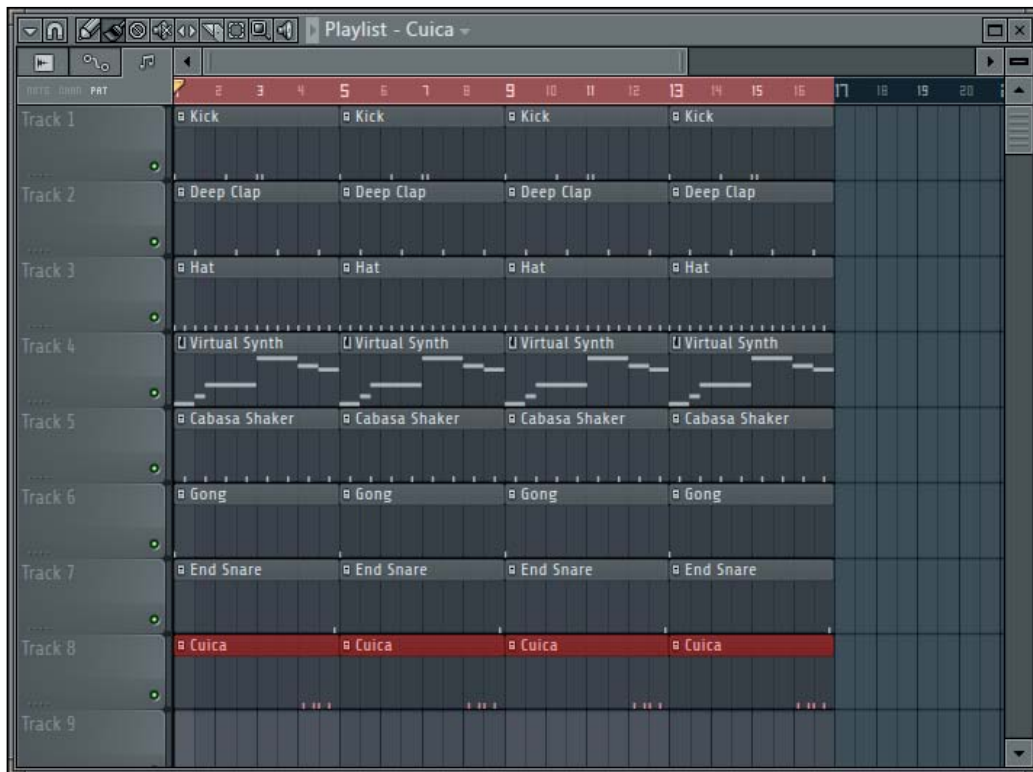 Playlist - Cuica
NOTE CHAN PAT
1 2 3 4 5 6 7 8 9 10 11 12 13 14 15 16 17 18 19 20
Track 1
Kick Kick Kick Kick
Track 2
Deep Clap Deep Clap Deep Clap Deep Clap
Track 3
Hat Hat Hat Hat
Track 4
Virtual Synth Virtual Synth Virtual Synth Virtual Synth
Track 5
Cabasa Shaker Cabasa Shaker Cabasa Shaker Cabasa Shaker
Track 6
Gong Gong Gong Gong
Track 7
End Snare End Snare End Snare End Snare
Track 8
Cuica Cuica Cuica Cuica
Track 9